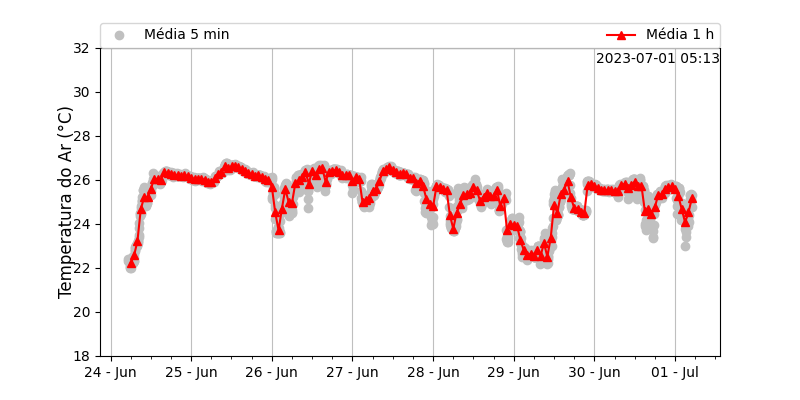 Média 5 min
Média 1 h
2023-07-01 05:13
Temperatura do Ar (°C)
32
30
28
26
24
22
20
18
24 - Jun
25 - Jun
26 - Jun
27 - Jun
28 - Jun
29 - Jun
30 - Jun
01 - Jul